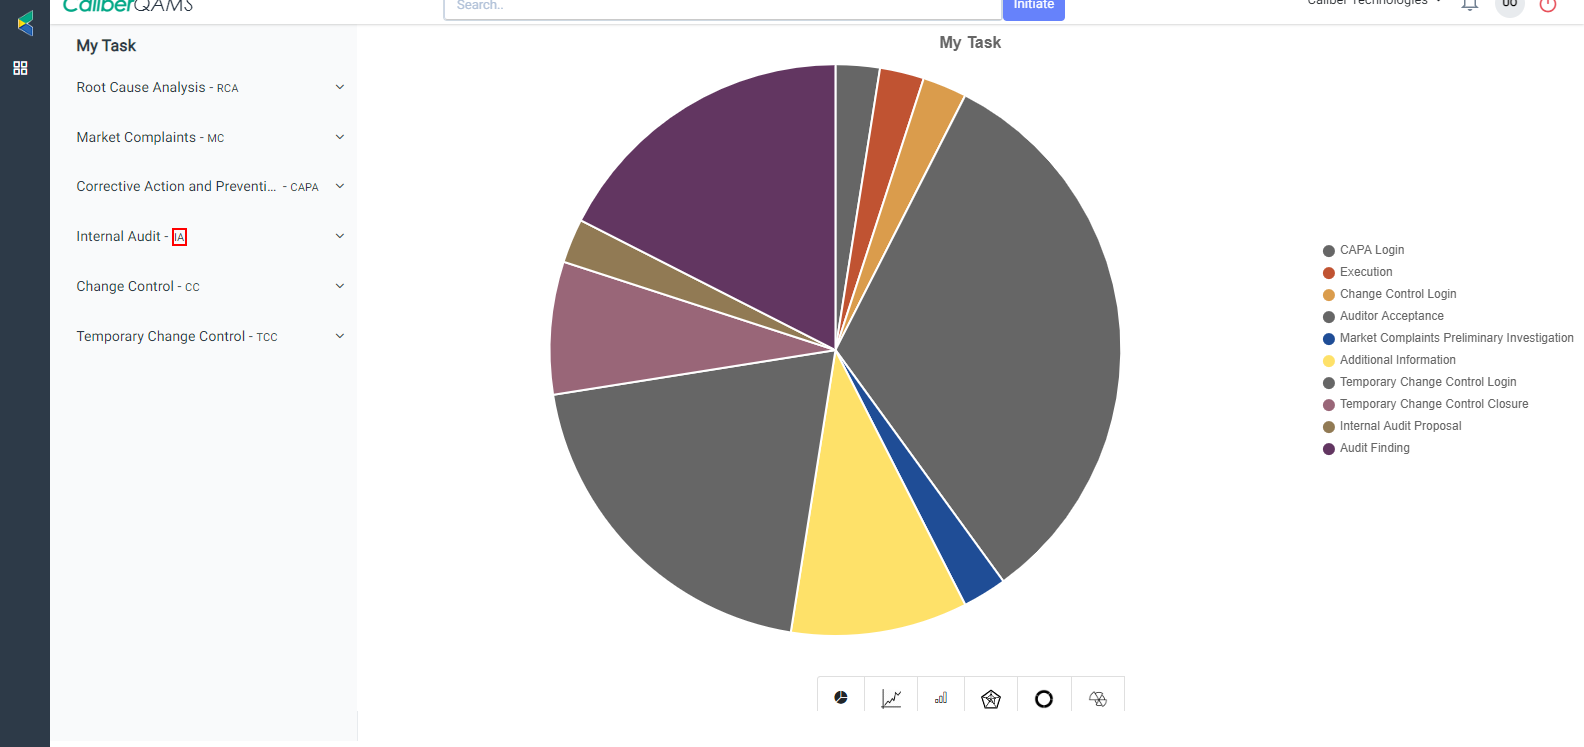 CaliberQAMS
Search..
Initiate
Caliber Technologies
My Task
Root Cause Analysis - RCA
Market Complaints - MC
Corrective Action and Preventi... - CAPA
Internal Audit - IA
Change Control - CC
Temporary Change Control - TCC
My Task
CAPA Login
Execution
Change Control Login
Auditor Acceptance
Market Complaints Preliminary Investigation
Additional Information
Temporary Change Control Login
Temporary Change Control Closure
Internal Audit Proposal
Audit Finding